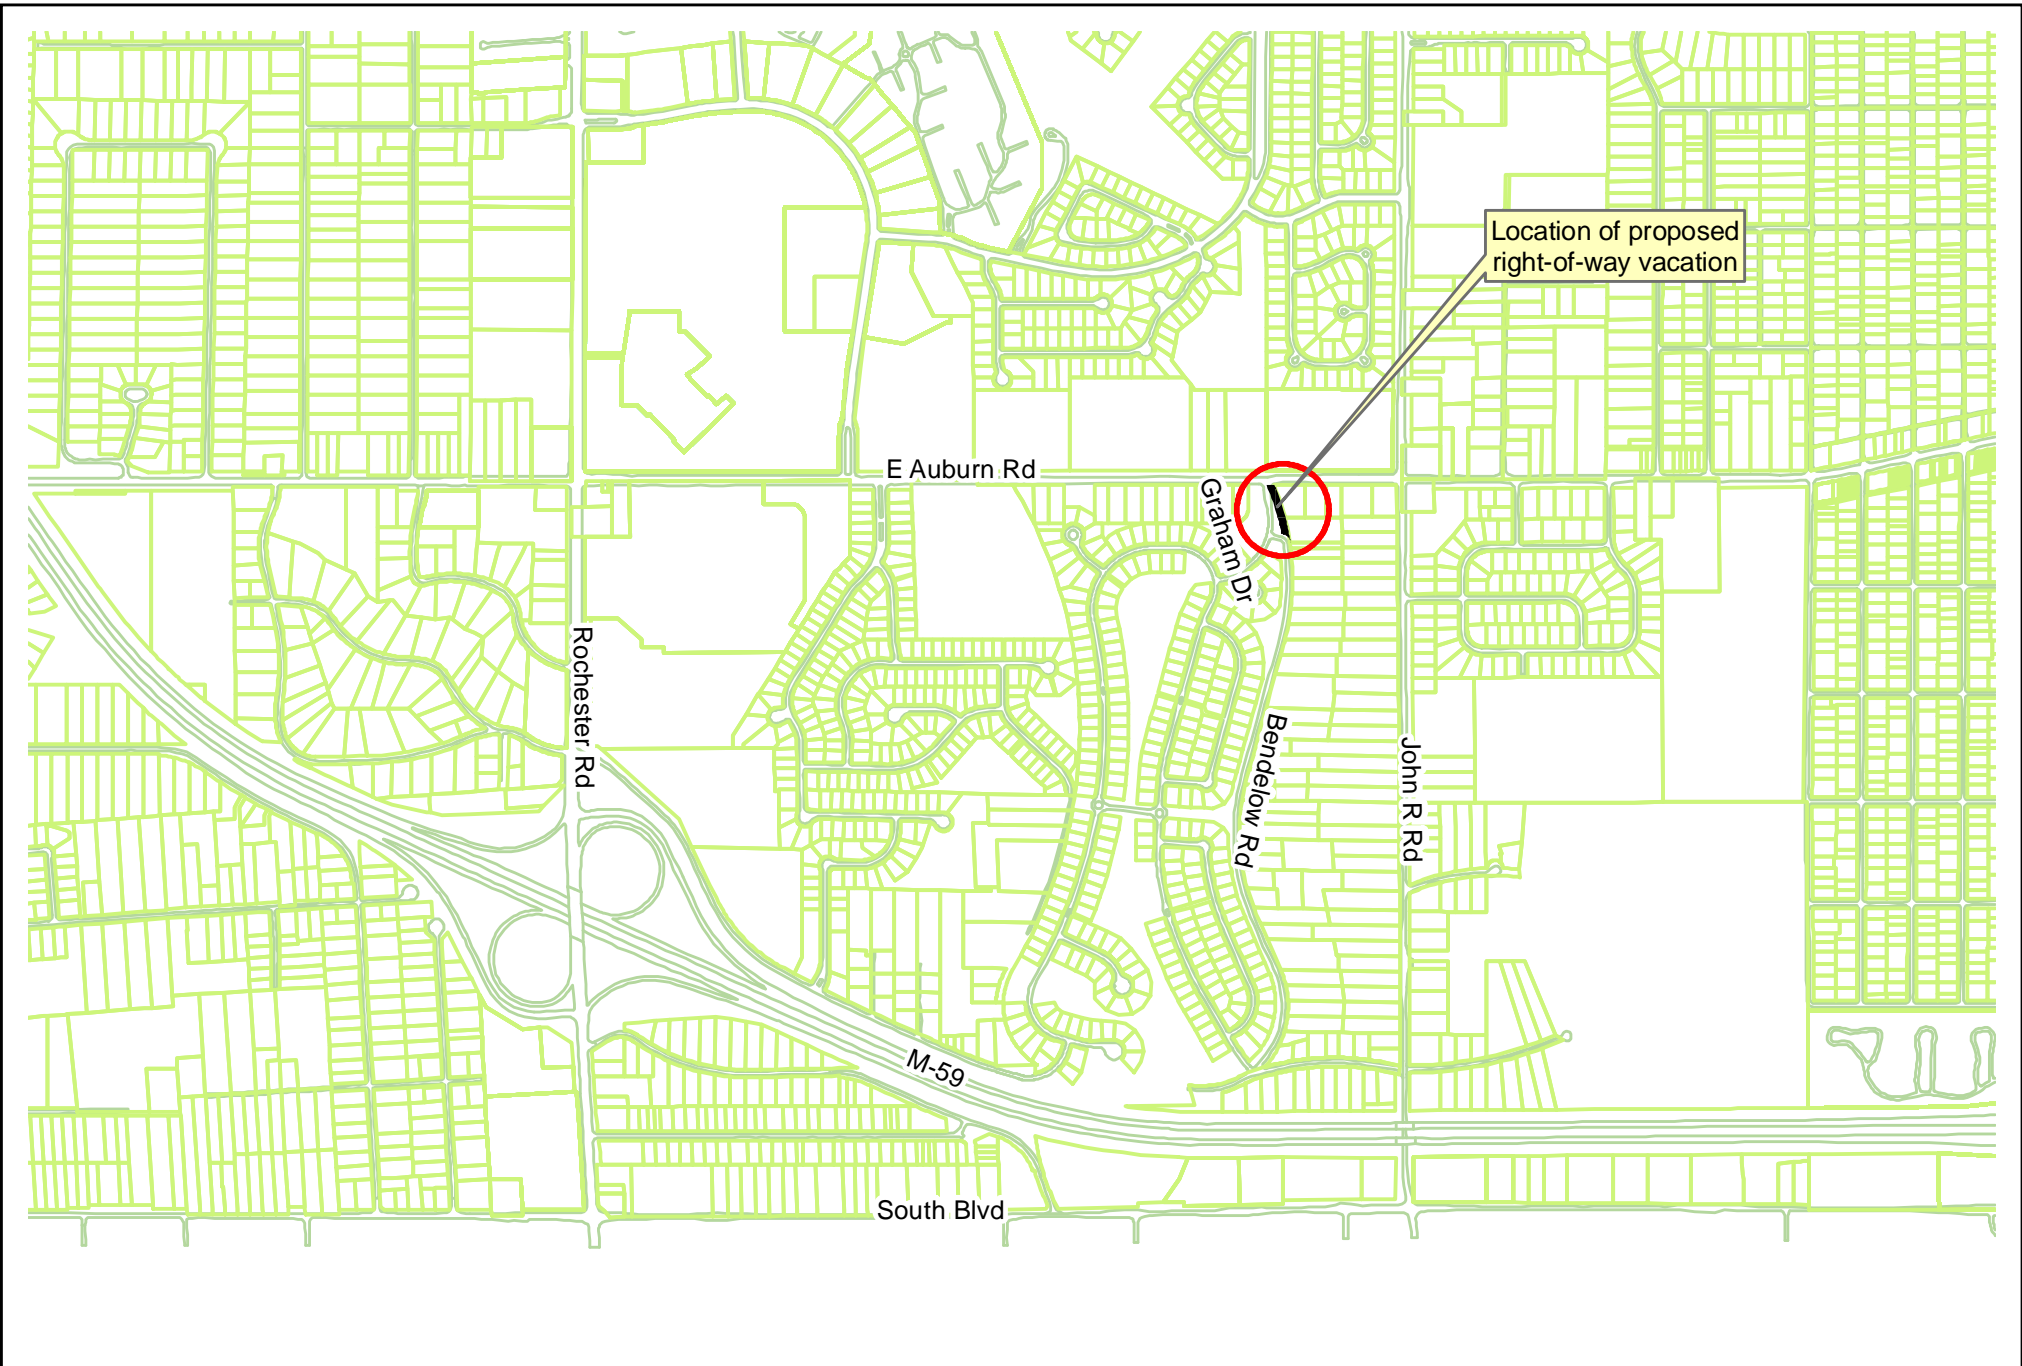 Location of proposed
right-of-way vacation
E Auburn Rd
Graham Dr
Rochester Rd
Bendelow Rd
John R Rd
M-59
South Blvd